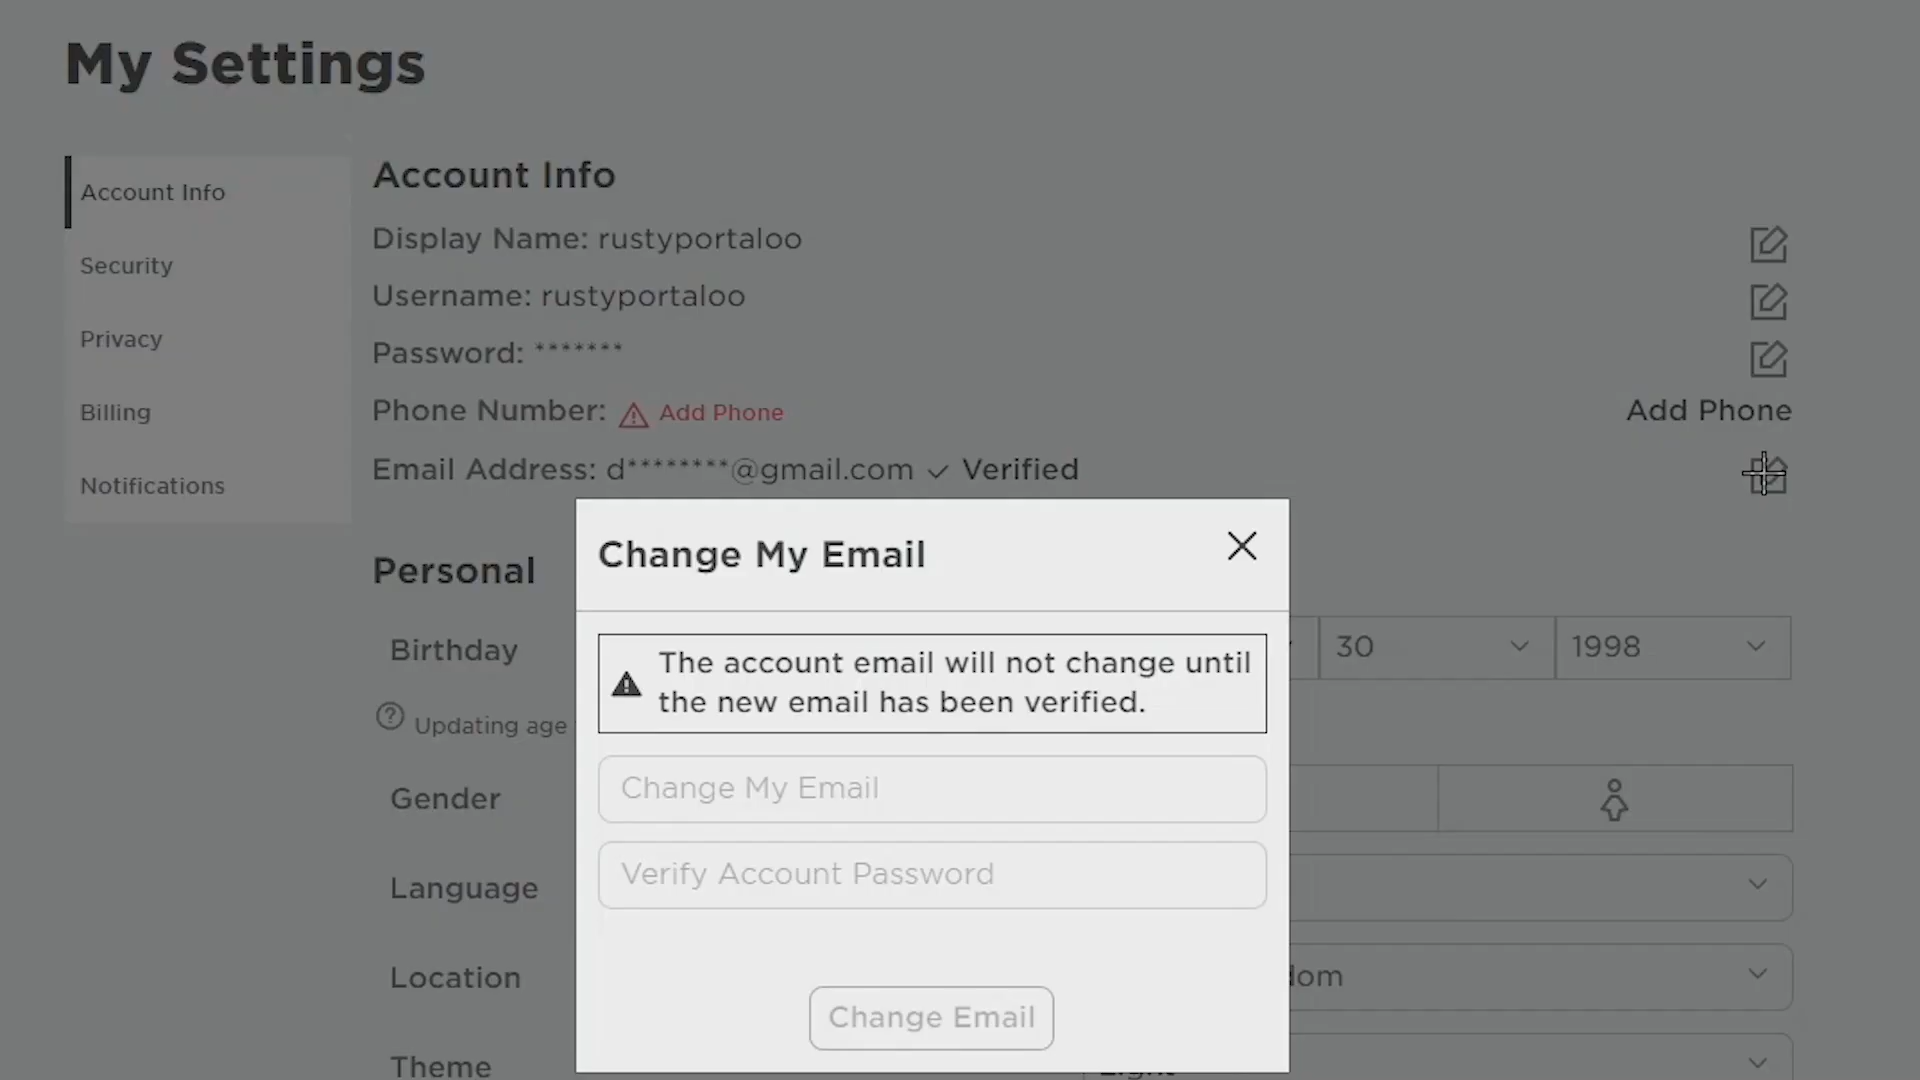 My Settings
Account Info
Security
Privacy
Billing
Notifications
Account Info
Display Name: rustyportaloo
Username: rustyportaloo
Password: *******
Phone Number: Add Phone
Add Phone
Email Address: d********@gmail.com Verified
Personal
Birthday
30
1998
Updating age
Gender
Language
Location
Theme
Change My Email
The account email will not change until
the new email has been verified.
Change My Email
Verify Account Password
Change Email